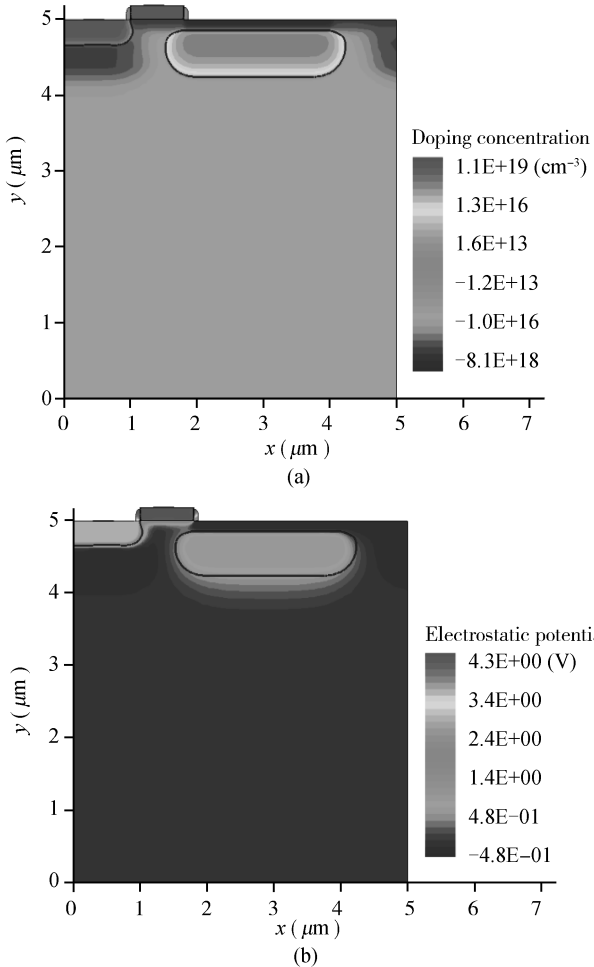 5
4
3
2
1
0
y ( μm )
0 1 2 3 4 5 6 7
x ( μm )
Doping concentration
1.1E+19 (cm⁻³)
1.3E+16
1.6E+13
−1.2E+13
−1.0E+16
−8.1E+18
(a)
5
4
3
2
1
0
y ( μm )
0 1 2 3 4 5 6 7
x ( μm )
Electrostatic potenti
4.3E+00 (V)
3.4E+00
2.4E+00
1.4E+00
4.8E−01
−4.8E−01
(b)